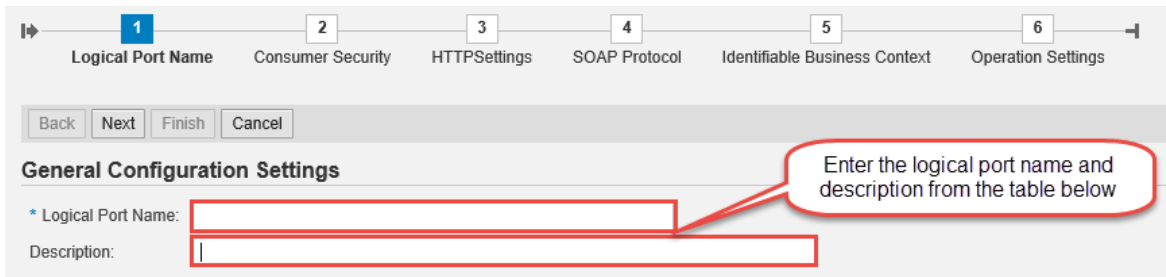 1 2 3 4 5 6
Logical Port Name Consumer Security HTTPSettings SOAP Protocol Identifiable Business Context Operation Settings
Back Next Finish Cancel
General Configuration Settings
Enter the logical port name and
description from the table below
* Logical Port Name:
Description: